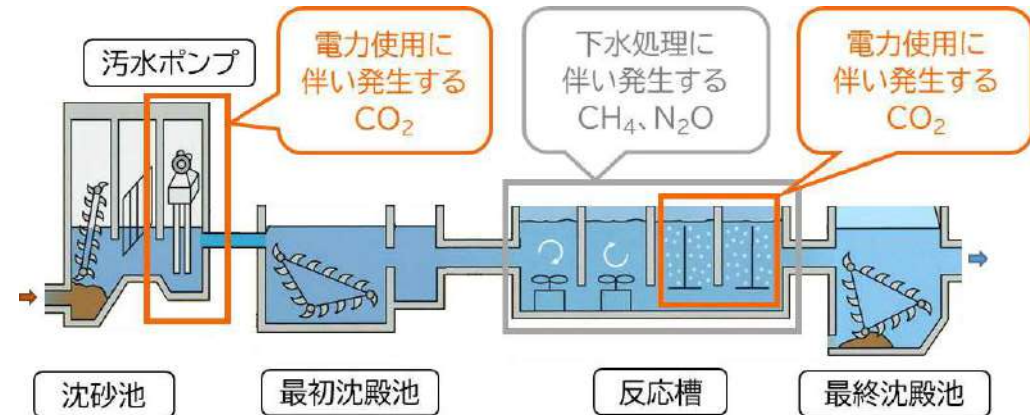 汚水ポンプ
電力使用に
伴い発生する
CO₂
下水処理に
伴い発生する
CH₄、N₂O
電力使用に
伴い発生する
CO₂
沈砂池
最初沈殿池
反応槽
最終沈殿池